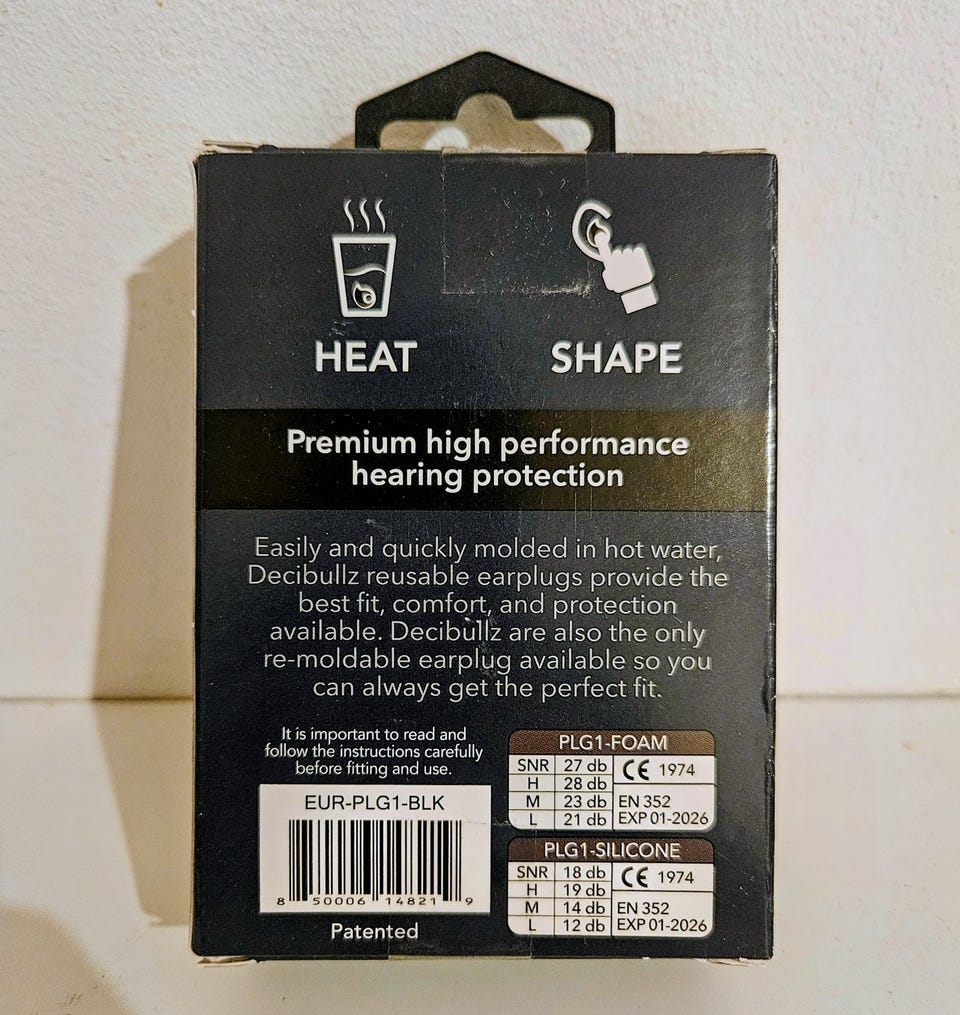 HEAT
SHAPE
Premium high performance
hearing protection
Easily and quickly molded in hot water,
Decibullz reusable earplugs provide the
best fit, comfort, and protection
available. Decibullz are also the only
re-moldable earplug available so you
can always get the perfect fit.
It is important to read and
follow the instructions carefully
before fitting and use.
EUR-PLG1-BLK
8 50006 14821 9
Patented
PLG1-FOAM
SNR 27 db CE 1974
H 28 db
M 23 db EN 352
L 21 db EXP 01-2026
PLG1-SILICONE
SNR 18 db CE 1974
H 19 db
M 14 db EN 352
L 12 db EXP 01-2026